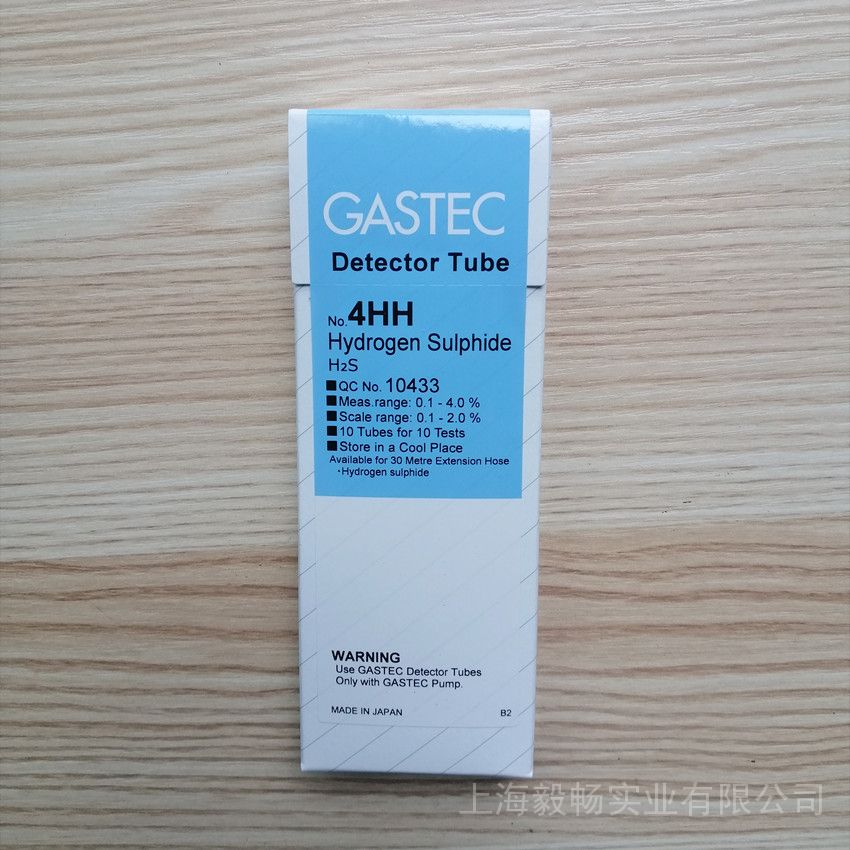 GASTEC
Detector Tube
No.4HH
Hydrogen Sulphide
H₂S
■QC No. 10433
■Meas.range: 0.1 - 4.0 %
■Scale range: 0.1 - 2.0 %
■10 Tubes for 10 Tests
■Store in a Cool Place
Available for 30 Metre Extension Hose
・Hydrogen sulphide
WARNING
Use GASTEC Detector Tubes
Only with GASTEC Pump.
MADE IN JAPAN B2
上海毅畅实业有限公司